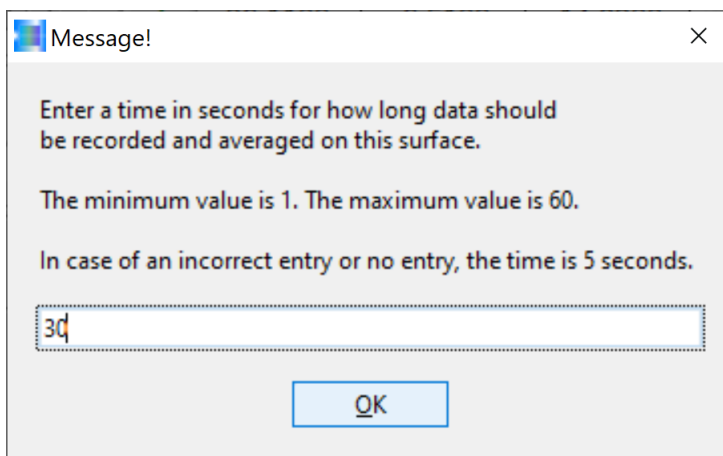 Message!
Enter a time in seconds for how long data should
be recorded and averaged on this surface.
The minimum value is 1. The maximum value is 60.
In case of an incorrect entry or no entry, the time is 5 seconds.
30
OK